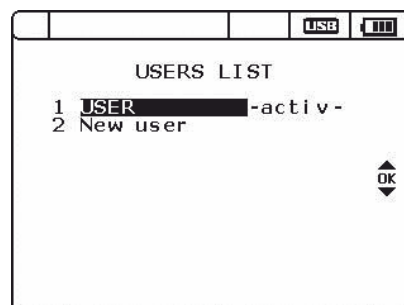 USB
USERS LIST
1 USER -activ-
2 New user
OK